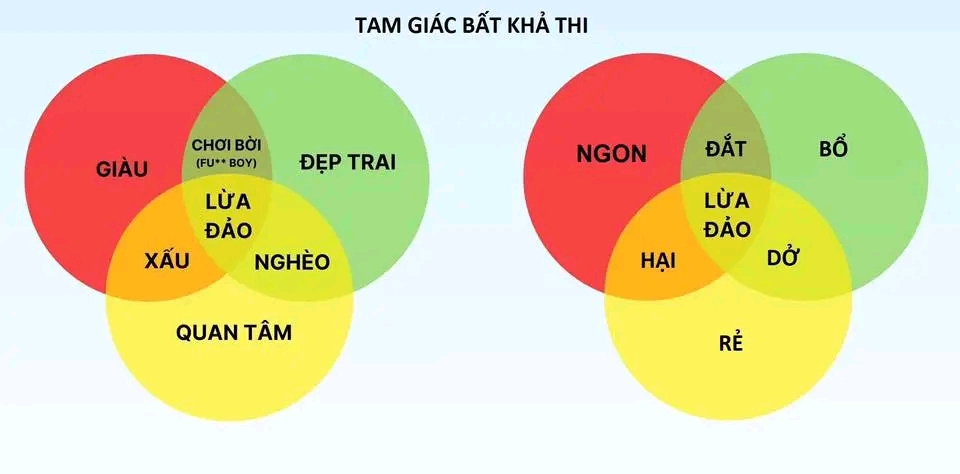 TAM GIÁC BẤT KHẢ THI
GIÀU
CHƠI BỜI
(FU** BOY)
ĐẸP TRAI
LỪA
ĐẢO
XẤU
NGHÈO
QUAN TÂM
NGON
ĐẮT
BỔ
LỪA
ĐẢO
HẠI
DỞ
RẺ